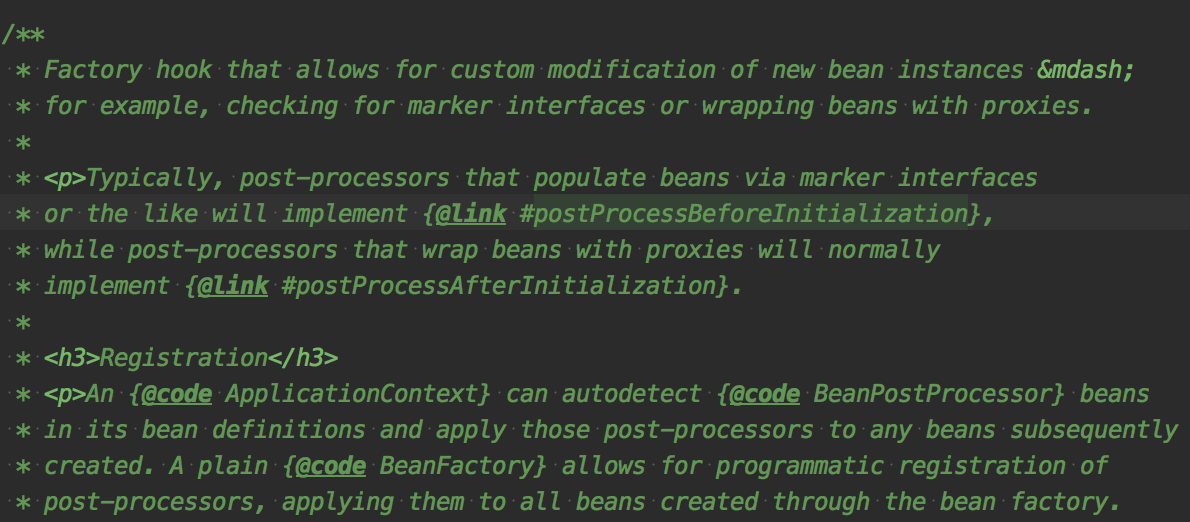 /**
* Factory hook that allows for custom modification of new bean instances &mdash;
* for example, checking for marker interfaces or wrapping beans with proxies.
*
* <p>Typically, post-processors that populate beans via marker interfaces
* or the like will implement {@link #postProcessBeforeInitialization},
* while post-processors that wrap beans with proxies will normally
* implement {@link #postProcessAfterInitialization}.
*
* <h3>Registration</h3>
* <p>An {@code ApplicationContext} can autodetect {@code BeanPostProcessor} beans
* in its bean definitions and apply those post-processors to any beans subsequently
* created. A plain {@code BeanFactory} allows for programmatic registration of
* post-processors, applying them to all beans created through the bean factory.